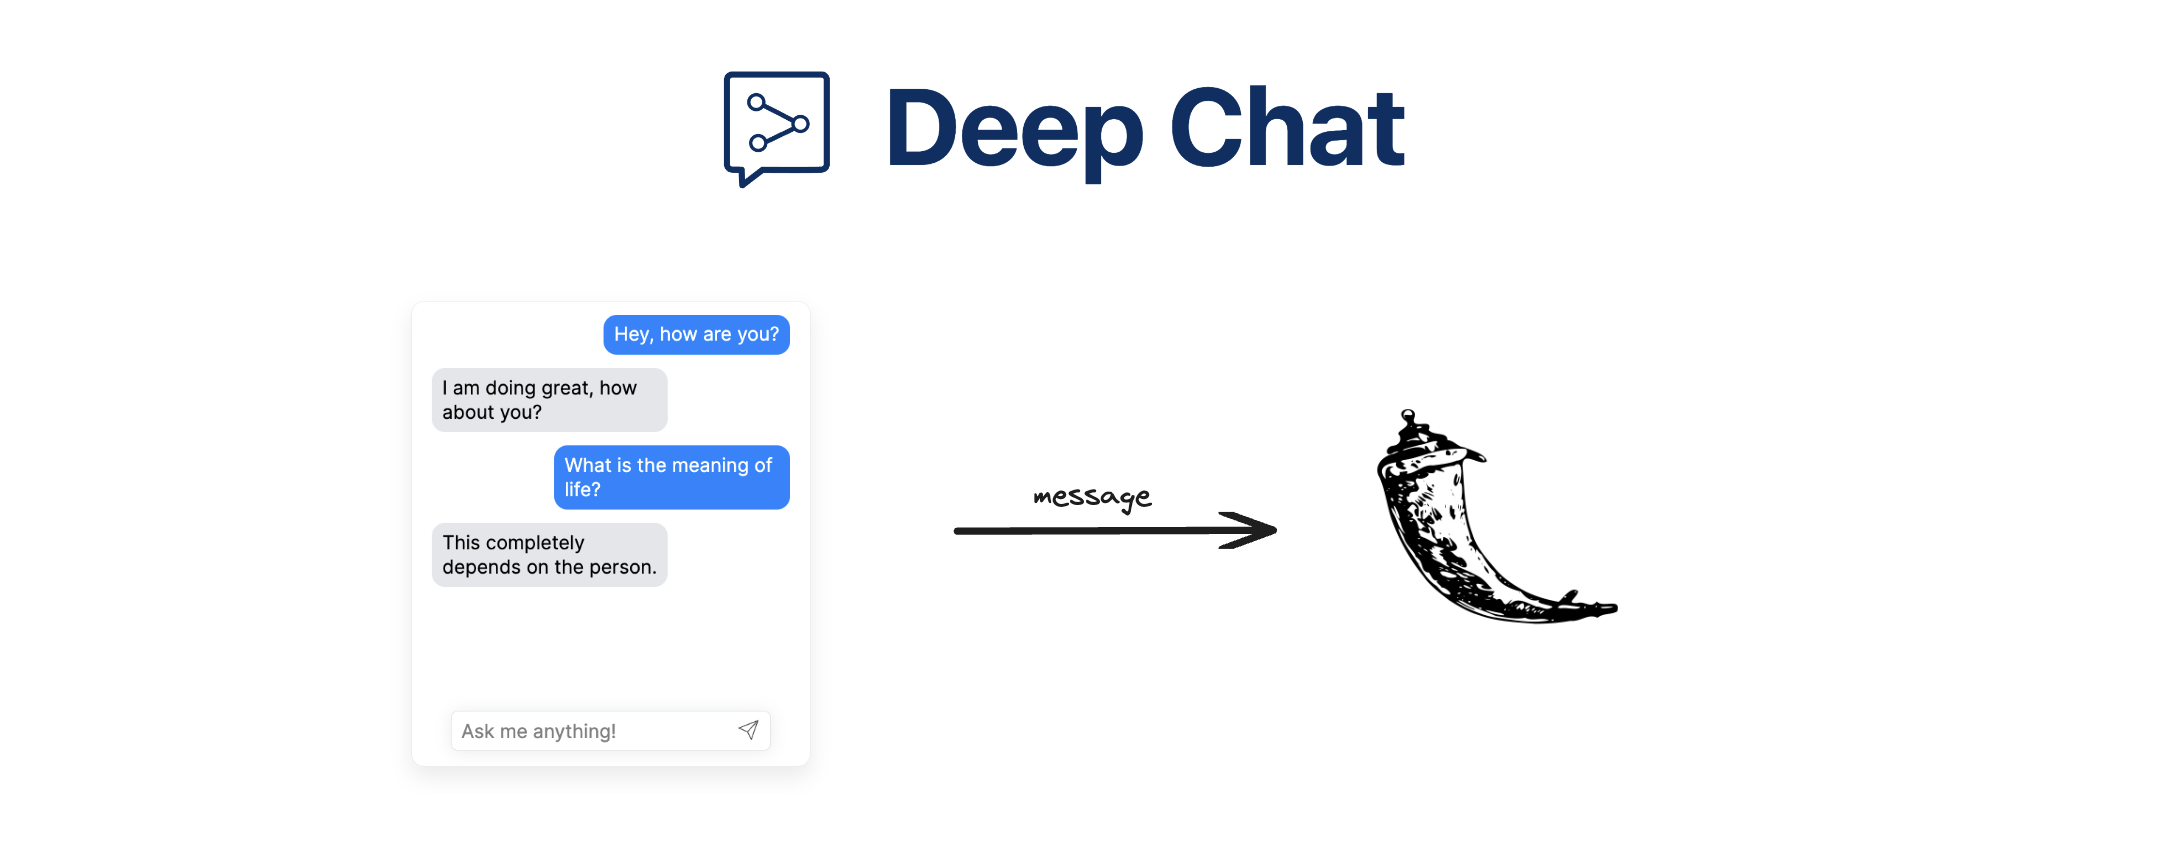 Deep Chat
Hey, how are you?
I am doing great, how
about you?
What is the meaning of
life?
This completely
depends on the person.
Ask me anything!
message